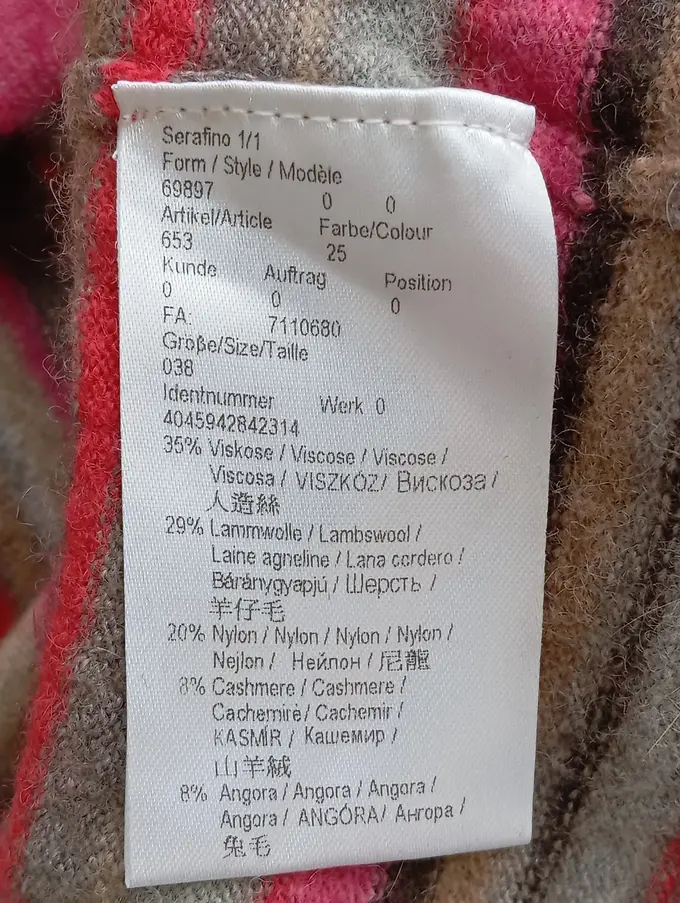 Serafino 1/1
Form / Style / Modèle
69897 0 0
Artikel/Article Farbe/Colour
653 25
Kunde Auftrag Position
0 0 0
FA: 7110680
Große/Size/Taille
038
Identnummer Werk 0
4045942842314
35% Viskose / Viscose / Viscose /
Viscosa / VISZKÓZ/ Вискоза /
人造絲
29% Lammwolle / Lambswool /
Laine agneline / Lana cordero /
Báránygyapjú / Шерсть /
羊仔毛
20% Nylon / Nylon / Nylon / Nylon /
Nejlon / Нейлон / 尼龍
8% Cashmere / Cashmere /
Cachemire / Cachemir /
KASMÍR / Кашемир /
山羊絨
8% Angora / Angora / Angora /
Angora / ANGÓRA/ Ангора /
兔毛